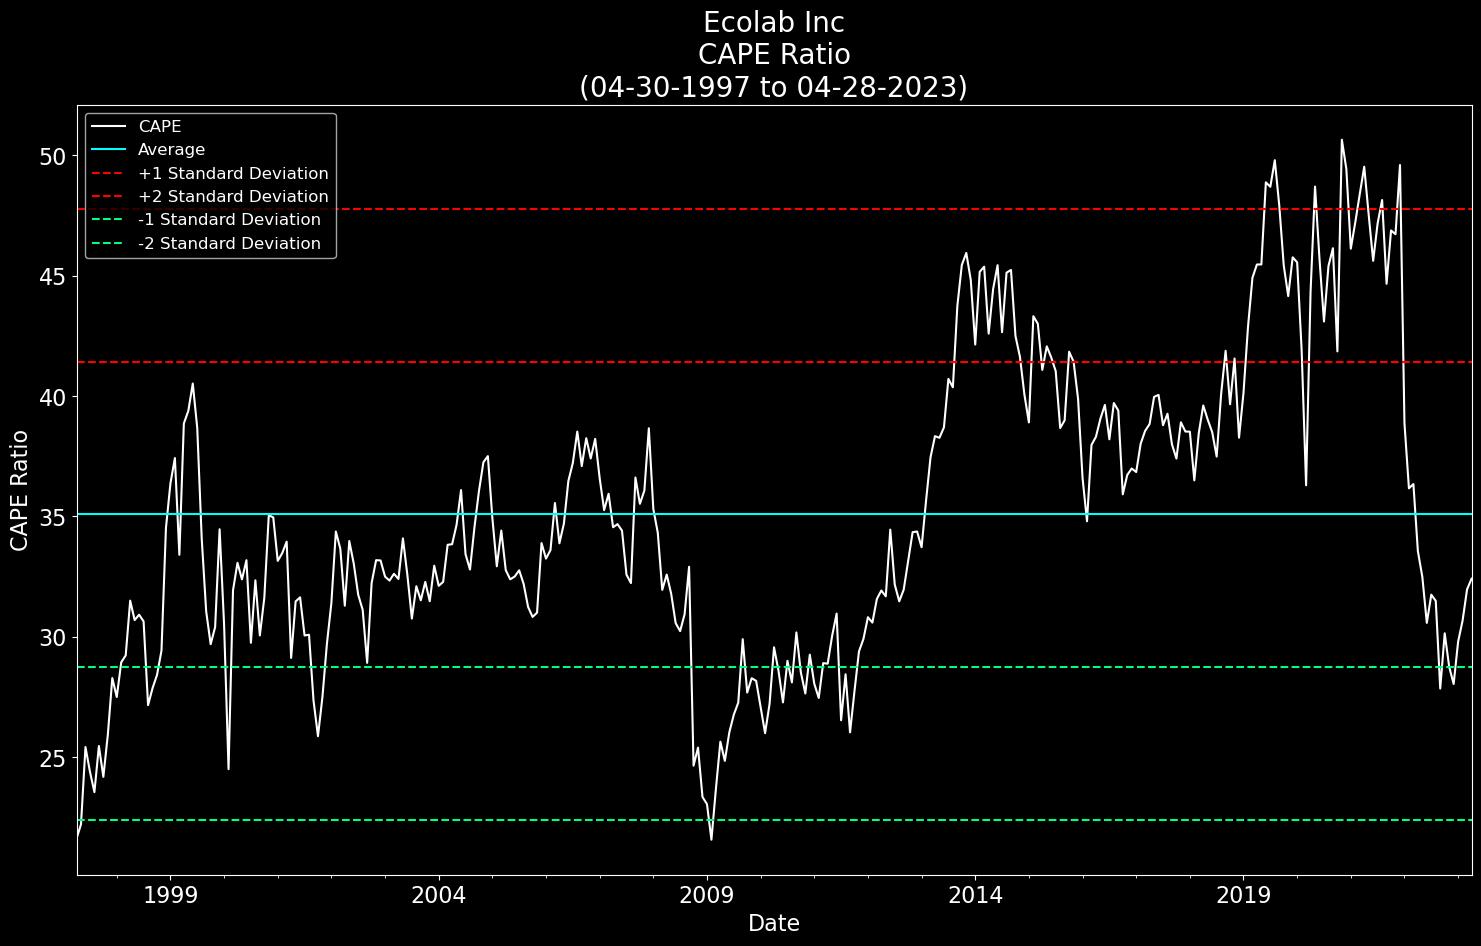 Ecolab Inc
CAPE Ratio
(04-30-1997 to 04-28-2023)
CAPE
Average
+1 Standard Deviation
+2 Standard Deviation
-1 Standard Deviation
-2 Standard Deviation
50
45
40
35
30
25
CAPE Ratio
1999 2004 2009 2014 2019
Date